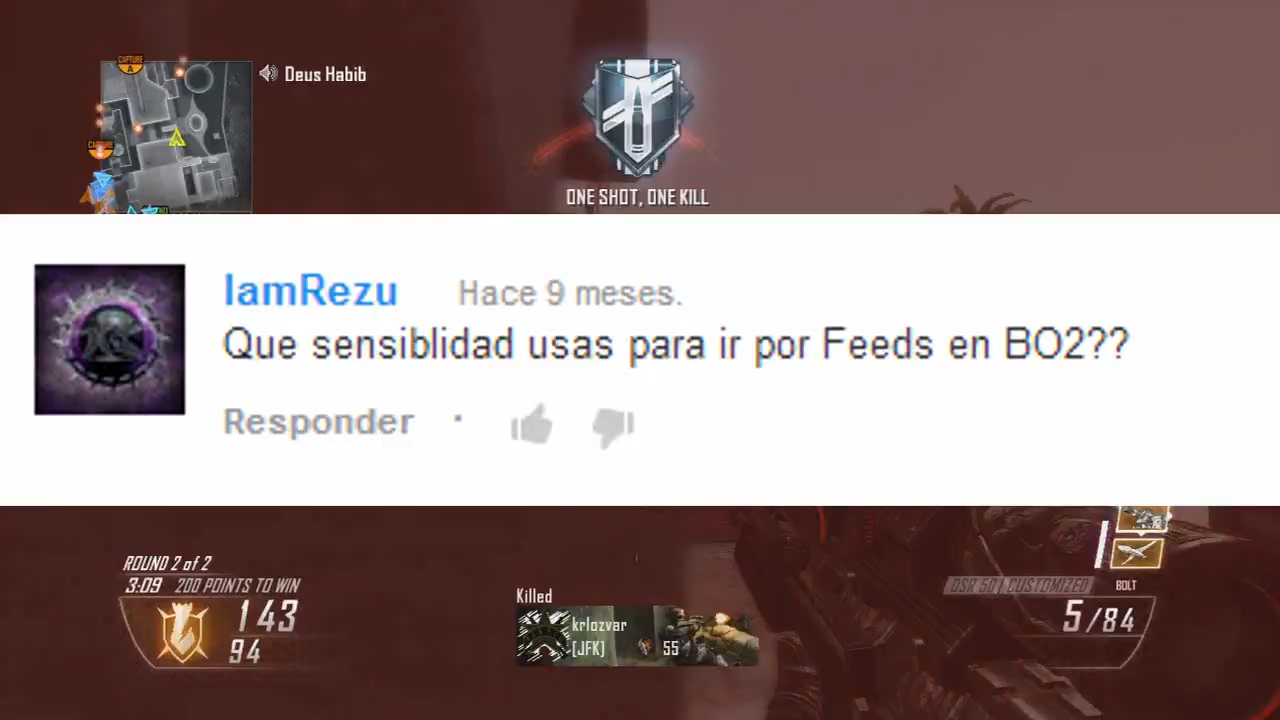 CAPTURE
A
Deus Habib
CAPTURE
ONE SHOT, ONE KILL
IamRezu Hace 9 meses.
Que sensiblidad usas para ir por Feeds en BO2??
Responder ·
ROUND 2 of 2
3:09 200 POINTS TO WIN
143
94
Killed
krlozvar
[JFK] 55
DSR 50 | CUSTOMIZED BOLT
5/84